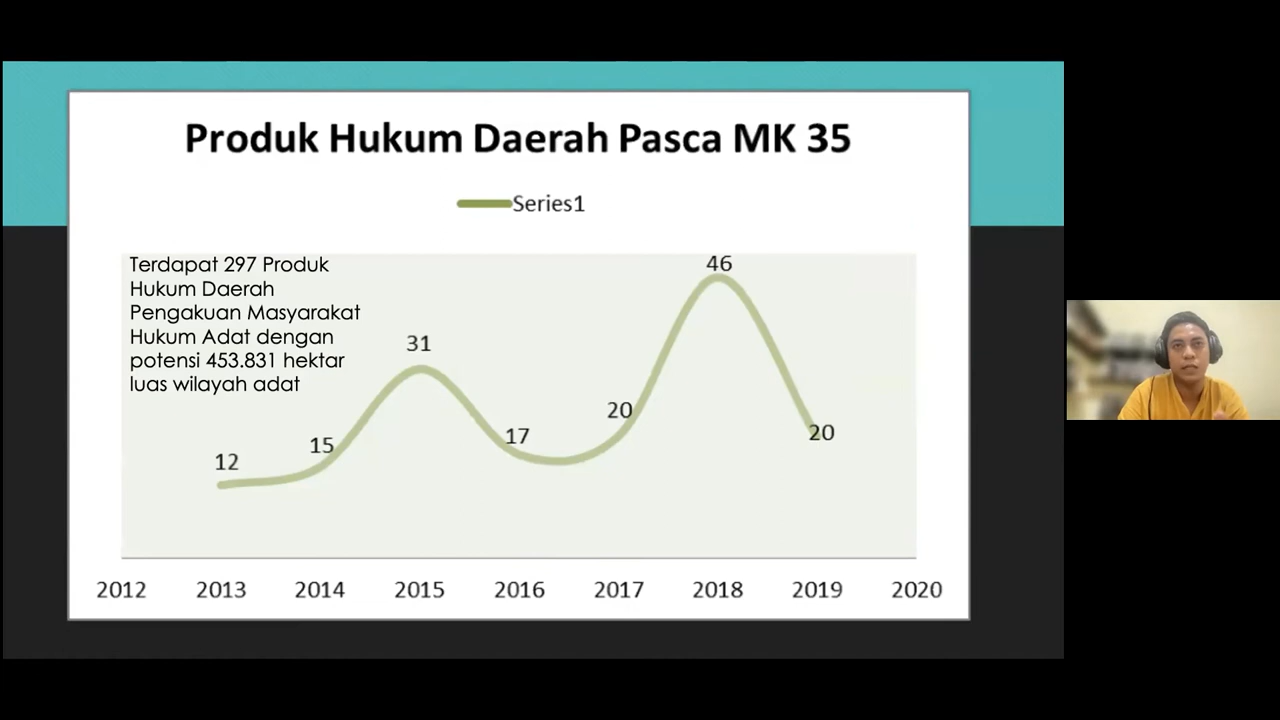 Produk Hukum Daerah Pasca MK 35
Series1
Terdapat 297 Produk
Hukum Daerah
Pengakuan Masyarakat
Hukum Adat dengan
potensi 453.831 hektar
luas wilayah adat
12
15
31
17
20
46
20
2012 2013 2014 2015 2016 2017 2018 2019 2020